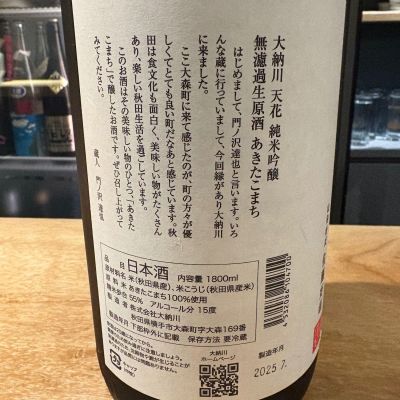 大納川 天花 純米吟醸
無濾過生原酒 あきたこまち
はじめまして、門ノ沢達也と言います。いろ
んな蔵に行っていまして、今回縁があり大納川
に来ました。
ここ大森町に来て感じたのが、町の方々が優
しくてとても良い町だなあと感じています。秋
田は食文化も面白く、美味しい物がたくさん
あり、楽しい秋田生活を過ごしています。
このお酒はその美味しい物のひとつ、「あきた
こまち」で醸したお酒です。ぜひ召し上がって
みてください。
蔵人 門ノ沢 達也
品目 日本酒 内容量 1800ml
原材料名 米(秋田県産)、米こうじ(秋田県産米)
原料米 あきたこまち100%使用
精米歩合 55% アルコール分 15度
製造者 株式会社大納川
秋田県横手市大森町字大森169番
製造年月 下部枠外に記載 保存方法 要冷蔵
4932088104700
キャップ
(外栓)
大納川
ホームページ
製造年月
2025 7.